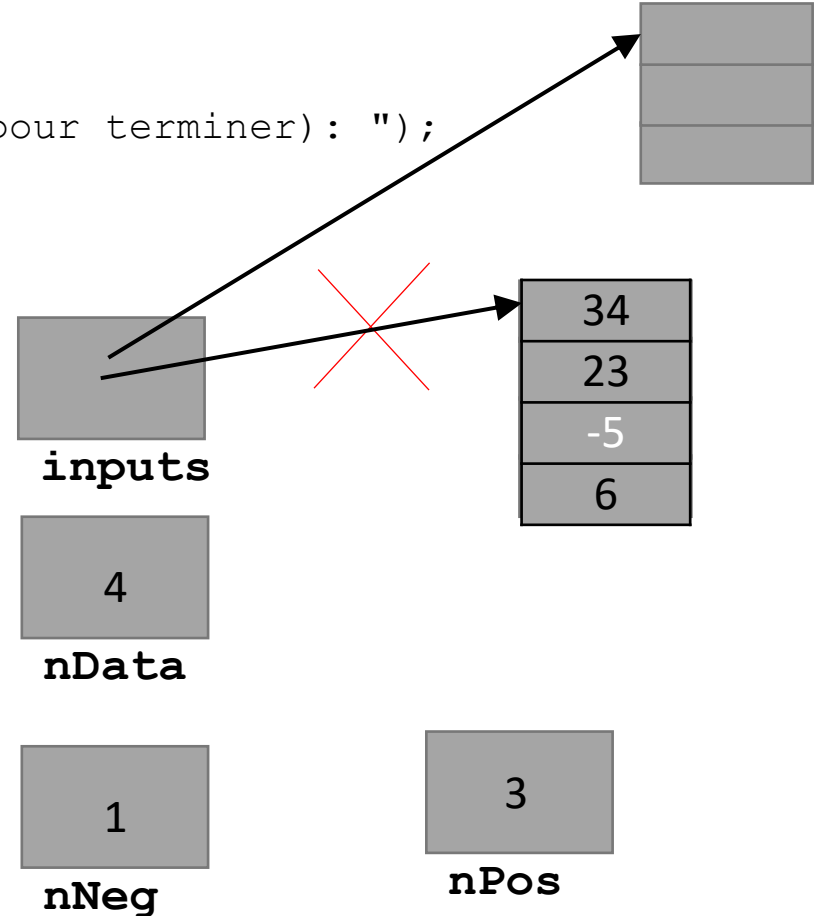 pour terminer): ");
34
23
-5
6
inputs
4
nData
1
nNeg
3
nPos